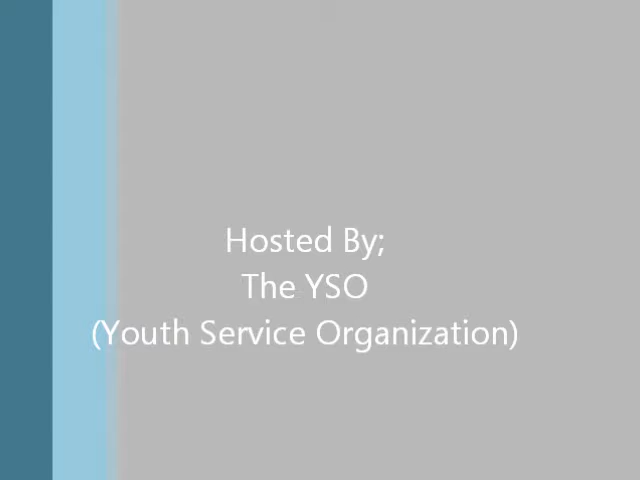 Hosted By;
The YSO
(Youth Service Organization)